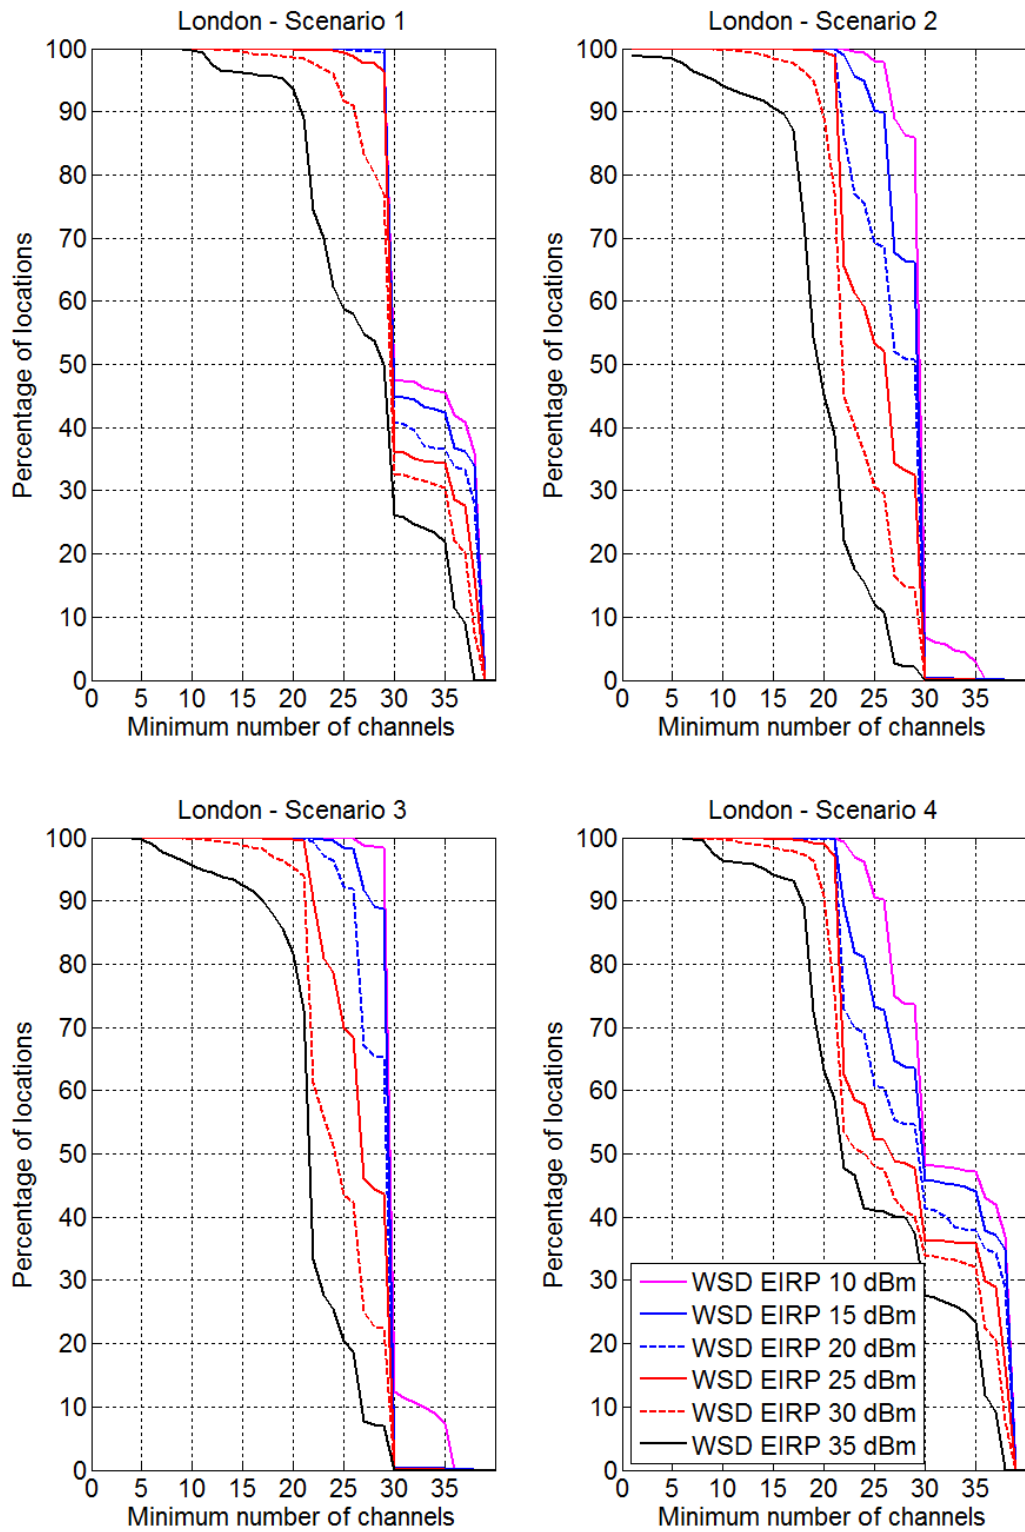 London - Scenario 1
Percentage of locations
100
90
80
70
60
50
40
30
20
10
0
0 5 10 15 20 25 30 35
Minimum number of channels
London - Scenario 2
Percentage of locations
100
90
80
70
60
50
40
30
20
10
0
0 5 10 15 20 25 30 35
Minimum number of channels
London - Scenario 3
Percentage of locations
100
90
80
70
60
50
40
30
20
10
0
0 5 10 15 20 25 30 35
Minimum number of channels
London - Scenario 4
Percentage of locations
100
90
80
70
60
50
40
30
20
10
0
WSD EIRP 10 dBm
WSD EIRP 15 dBm
WSD EIRP 20 dBm
WSD EIRP 25 dBm
WSD EIRP 30 dBm
WSD EIRP 35 dBm
0 5 10 15 20 25 30 35
Minimum number of channels